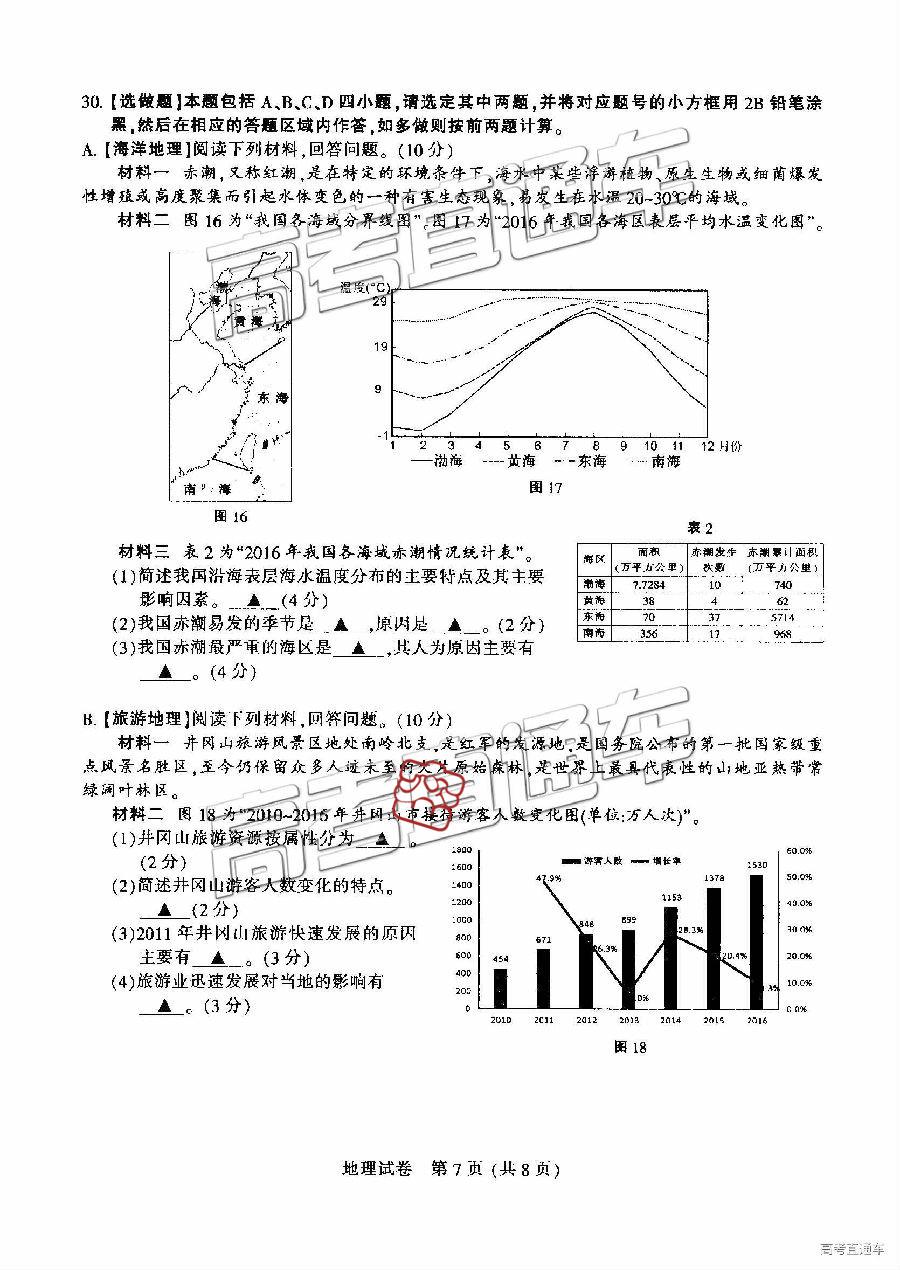 30. 【选做题】本题包括 A、B、C、D 四小题,请选定其中两题,并将对应题号的小方框用 2B 铅笔涂
黑,然后在相应的答题区域内作答,如多做则按前两题计算。
A. 【海洋地理】阅读下列材料,回答问题。(10 分)
材料一 赤潮,又称红潮,是在特定的环境条件下,海水中某些浮游植物、原生生物或细菌爆发
性增殖或高度聚集而引起水体变色的一种有害生态现象,易发生在水温 20~30℃的海域。
材料二 图 16 为“我国各海域分界线图”。图 17 为“2016 年我国各海区表层平均水温变化图”。
渤
海
黄 海
东 海
南 海
图 16
温度(°C)
29
19
9
-1
1 2 3 4 5 6 7 8 9 10 11 12 月份
渤海 黄海 东海 南海
图 17
材料三 表 2 为“2016 年我国各海域赤潮情况统计表”。
(1)简述我国沿海表层海水温度分布的主要特点及其主要
影响因素。 ▲ (4 分)
(2)我国赤潮易发的季节是 ▲ ,原因是 ▲ 。(2 分)
(3)我国赤潮最严重的海区是 ▲ ,其人为原因主要有
▲ 。(4 分)
表 2
海区 面积(万平方公里) 赤潮发生次数 赤潮累计面积(万平方公里)
渤海 7.7284 10 740
黄海 38 4 62
东海 70 37 5714
南海 356 17 968
B. 【旅游地理】阅读下列材料,回答问题。(10 分)
材料一 井冈山旅游风景区地处南岭北支,是红军的发源地,是国务院公布的第一批国家级重
点风景名胜区,至今仍保留众多人迹未至的大片原始森林,是世界上最具代表性的山地亚热带常
绿阔叶林区。
材料二 图 18 为“2010~2016 年井冈山市接待游客人数变化图(单位:万人次)”。
(1)井冈山旅游资源按属性分为 ▲ 。
(2 分)
(2)简述井冈山游客人数变化的特点。
▲ (2 分)
(3)2011 年井冈山旅游快速发展的原因
主要有 ▲ 。(3 分)
(4)旅游业迅速发展对当地的影响有
▲ 。(3 分)
游客人数 增长率
1800
1600
1400
1200
1000
800
600
400
200
0
60.0%
50.0%
40.0%
30.0%
20.0%
10.0%
0.0%
454 671 848 899 1153 1378 1530
47.9% 26.3% 28.3% 20.4%
2010 2011 2012 2013 2014 2015 2016
图 18
地理试卷 第 7 页 (共 8 页)
高考直通车
高考直通车
高考直通车